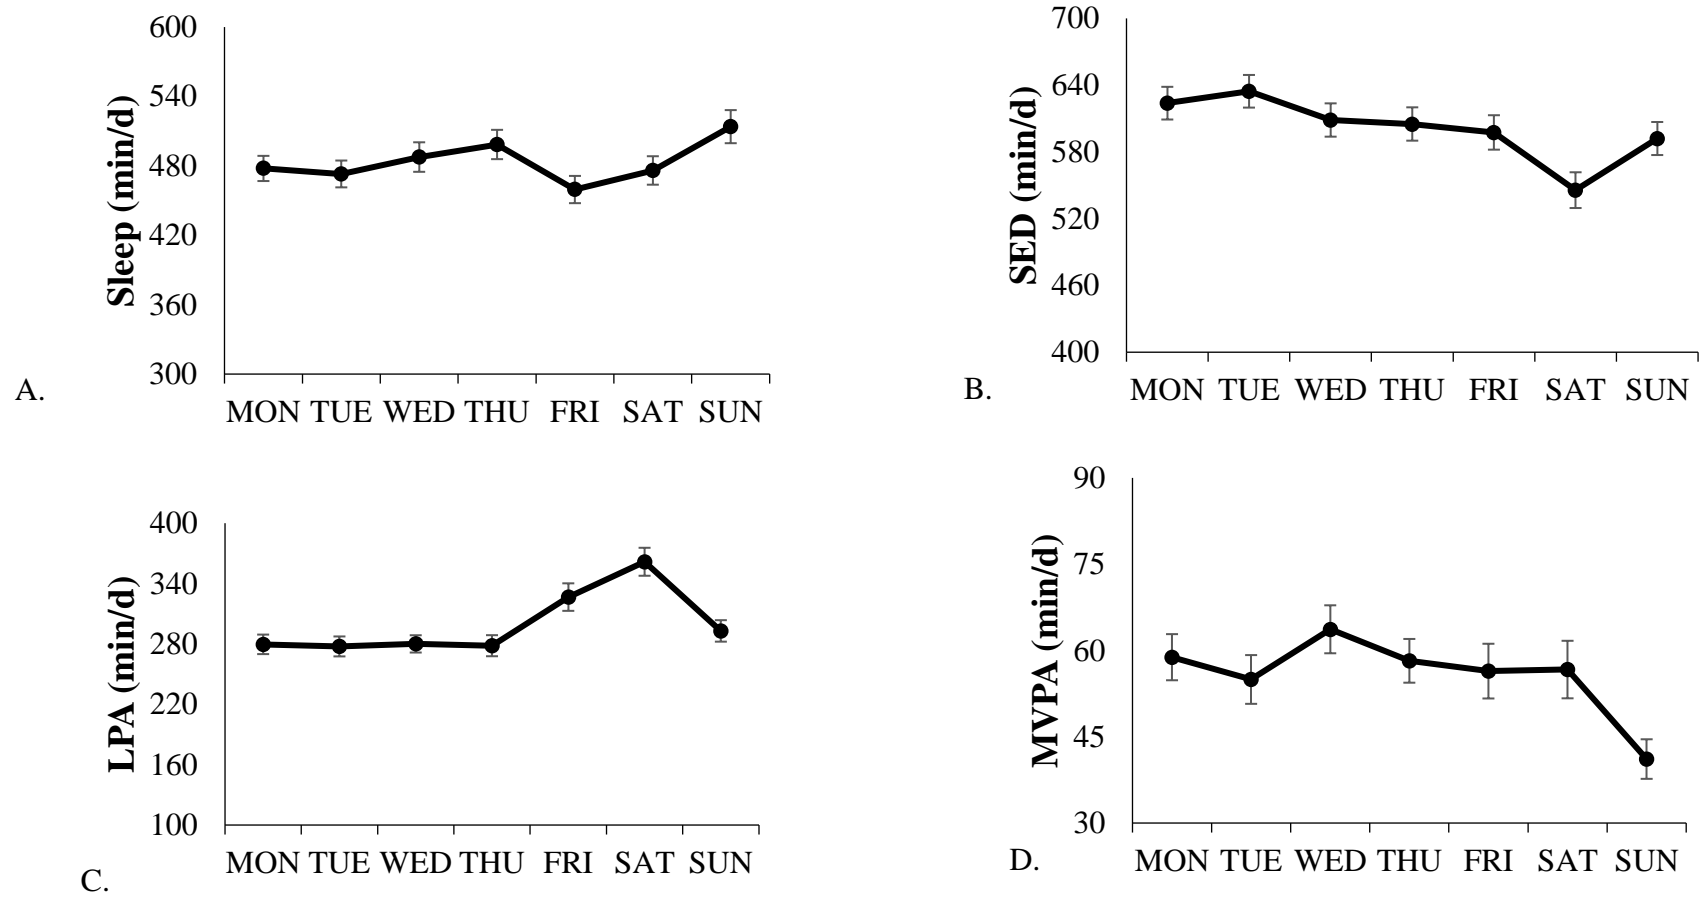 600
540
480
420
360
300
Sleep (min/d)
MON TUE WED THU FRI SAT SUN
A.
700
640
580
520
460
400
SED (min/d)
MON TUE WED THU FRI SAT SUN
B.
400
340
280
220
160
100
LPA (min/d)
MON TUE WED THU FRI SAT SUN
C.
90
75
60
45
30
MVPA (min/d)
MON TUE WED THU FRI SAT SUN
D.